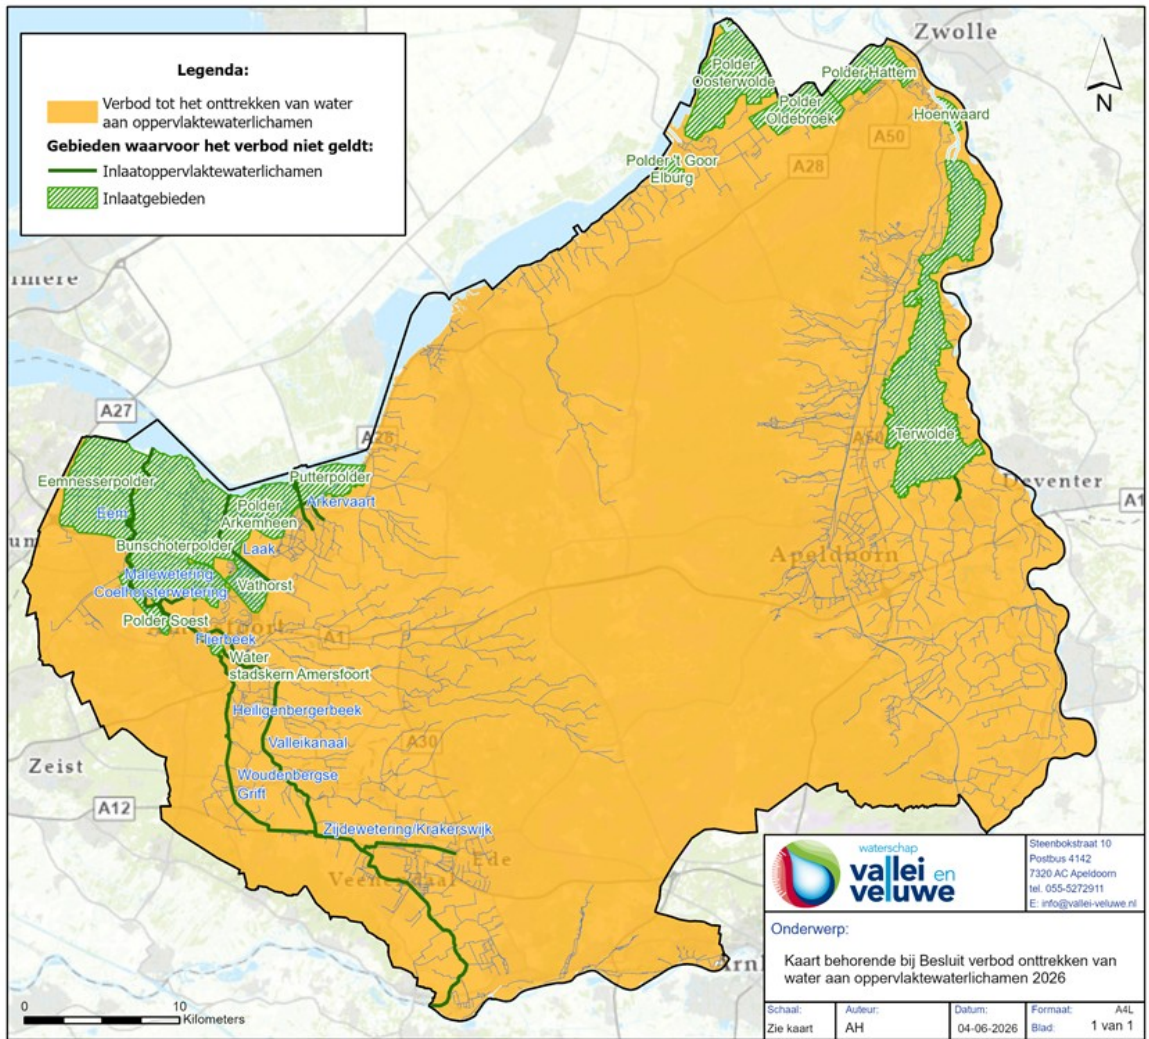 Legenda:
Verbod tot het onttrekken van water
aan oppervlaktewaterlichamen
Gebieden waarvoor het verbod niet geldt:
Inlaatoppervlaktewaterlichamen
Inlaatgebieden
Zwolle
N
Polder
Oosterwolde
Polder Hattem
Polder
Oldebroek
Hoenwaard
A50
A28
Polder 't Goor
Elburg
A27
A28
A50
Terwolde
Deventer
A1
Eemnesserpolder
Putterpolder
Arkervaart
Polder
Arkemheen
Eem
Bunschoterpolder
Laak
Apeldoorn
Malewetering
Vathorst
Coelhorsterwetering
Polder Soest
A1
Flierbeek
Water
stadskern Amersfoort
Heiligenbergerbeek
Valleikanaal
A30
Zeist
Woudenbergse
Grift
A12
Zijdewetering/Krakerswijk
Ede
Veenendaal
waterschap
vallei en
veluwe
Steenbokstraat 10
Postbus 4142
7320 AC Apeldoorn
tel. 055-5272911
E: info@vallei-veluwe.nl
Onderwerp:
Kaart behorende bij Besluit verbod onttrekken van
water aan oppervlaktewaterlichamen 2026
0 10
Kilometers
Schaal:
Zie kaart
Auteur:
AH
Datum:
04-06-2026
Formaat: A4L
Blad: 1 van 1